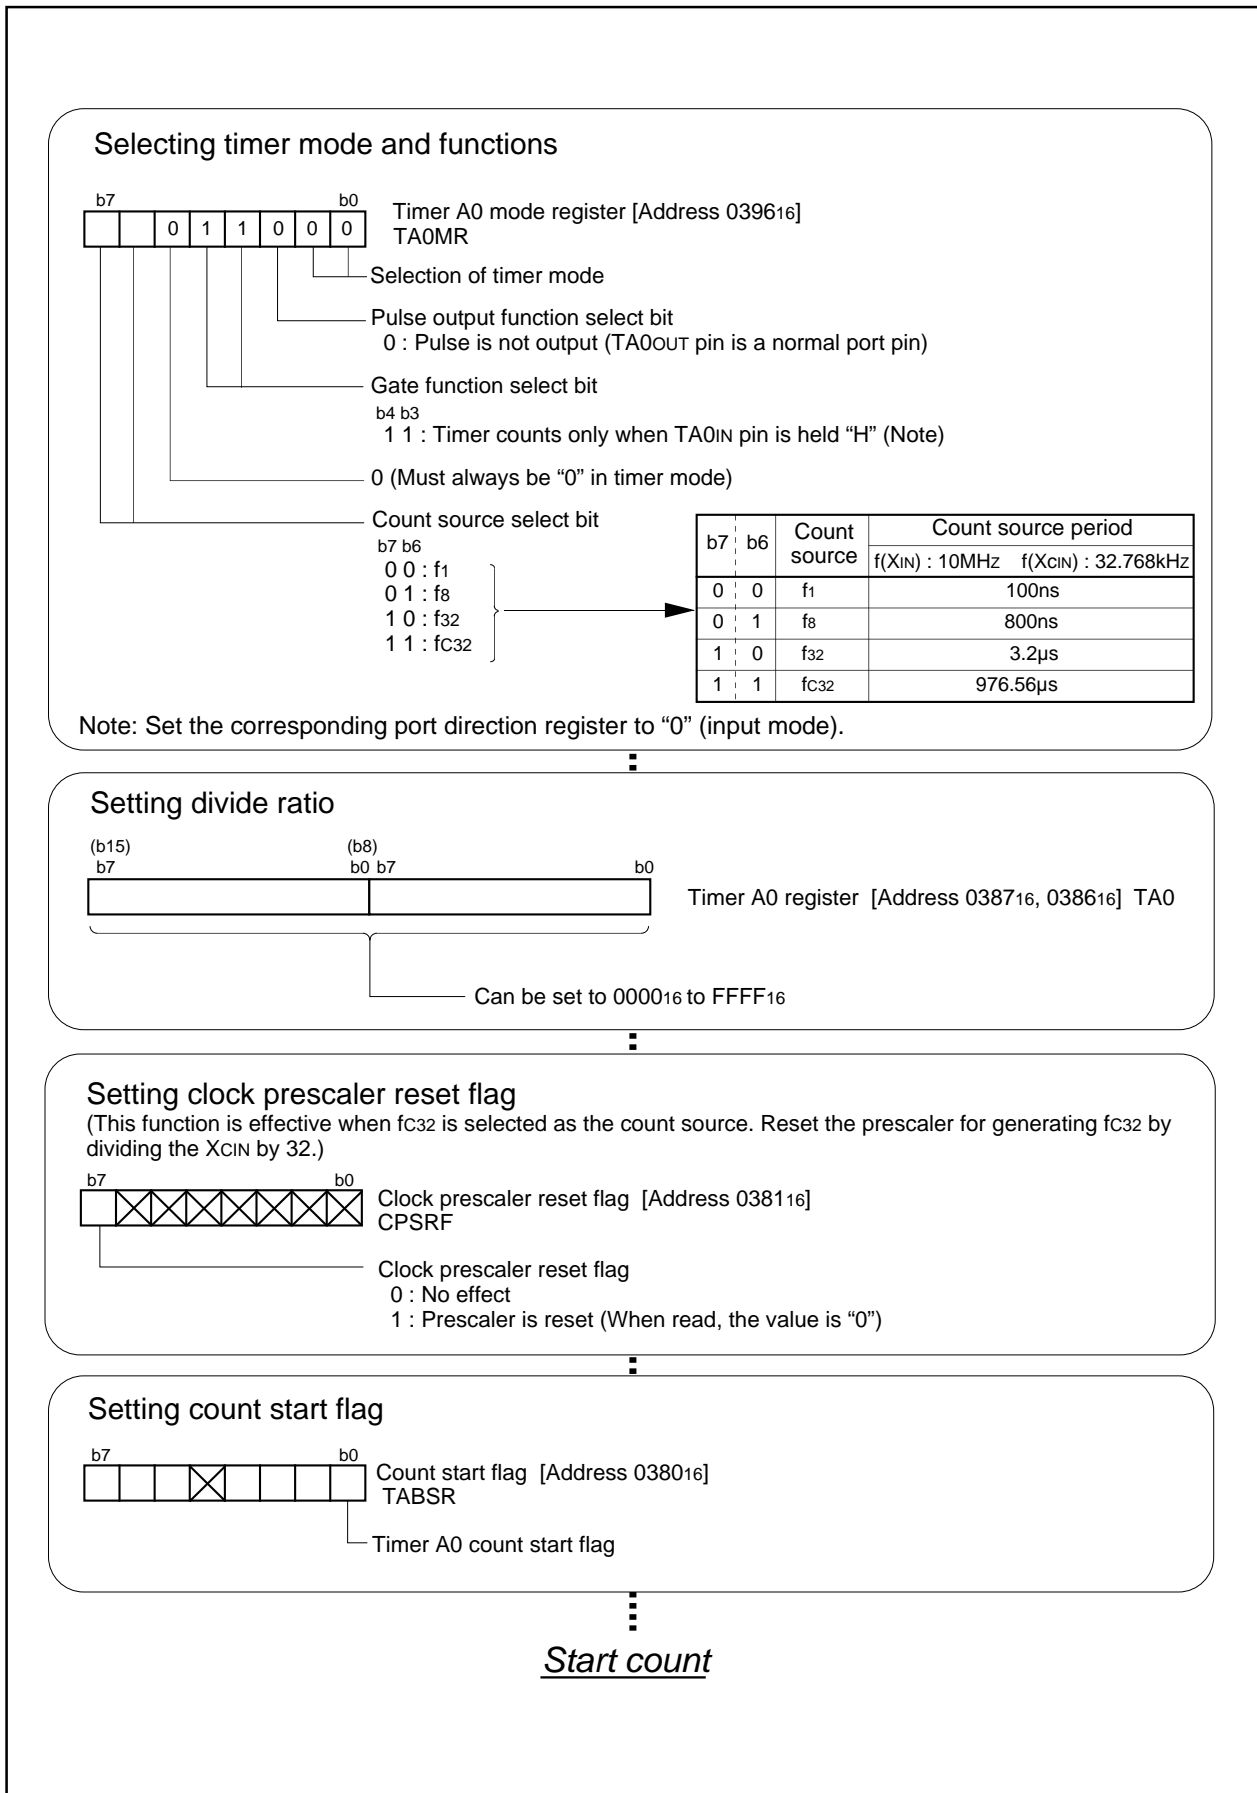 Selecting timer mode and functions
b7 b0
0 1 1 0 0 0
Timer A0 mode register [Address 039616]
TA0MR
Selection of timer mode
Pulse output function select bit
0 : Pulse is not output (TA0OUT pin is a normal port pin)
Gate function select bit
b4 b3
1 1 : Timer counts only when TA0IN pin is held “H” (Note)
0 (Must always be “0” in timer mode)
Count source select bit
b7 b6
0 0 : f1
0 1 : f8
1 0 : f32
1 1 : fC32
b7 b6 Count source Count source period
f(XIN) : 10MHz f(XCIN) : 32.768kHz
0 0 f1 100ns
0 1 f8 800ns
1 0 f32 3.2µs
1 1 fC32 976.56µs
Note: Set the corresponding port direction register to “0” (input mode).
Setting divide ratio
(b15) (b8)
b7 b0 b7 b0
Timer A0 register [Address 038716, 038616] TA0
Can be set to 000016 to FFFF16
Setting clock prescaler reset flag
(This function is effective when fC32 is selected as the count source. Reset the prescaler for generating fC32 by
dividing the XCIN by 32.)
b7 b0
Clock prescaler reset flag [Address 038116]
CPSRF
Clock prescaler reset flag
0 : No effect
1 : Prescaler is reset (When read, the value is “0”)
Setting count start flag
b7 b0
Count start flag [Address 038016]
TABSR
Timer A0 count start flag
Start count